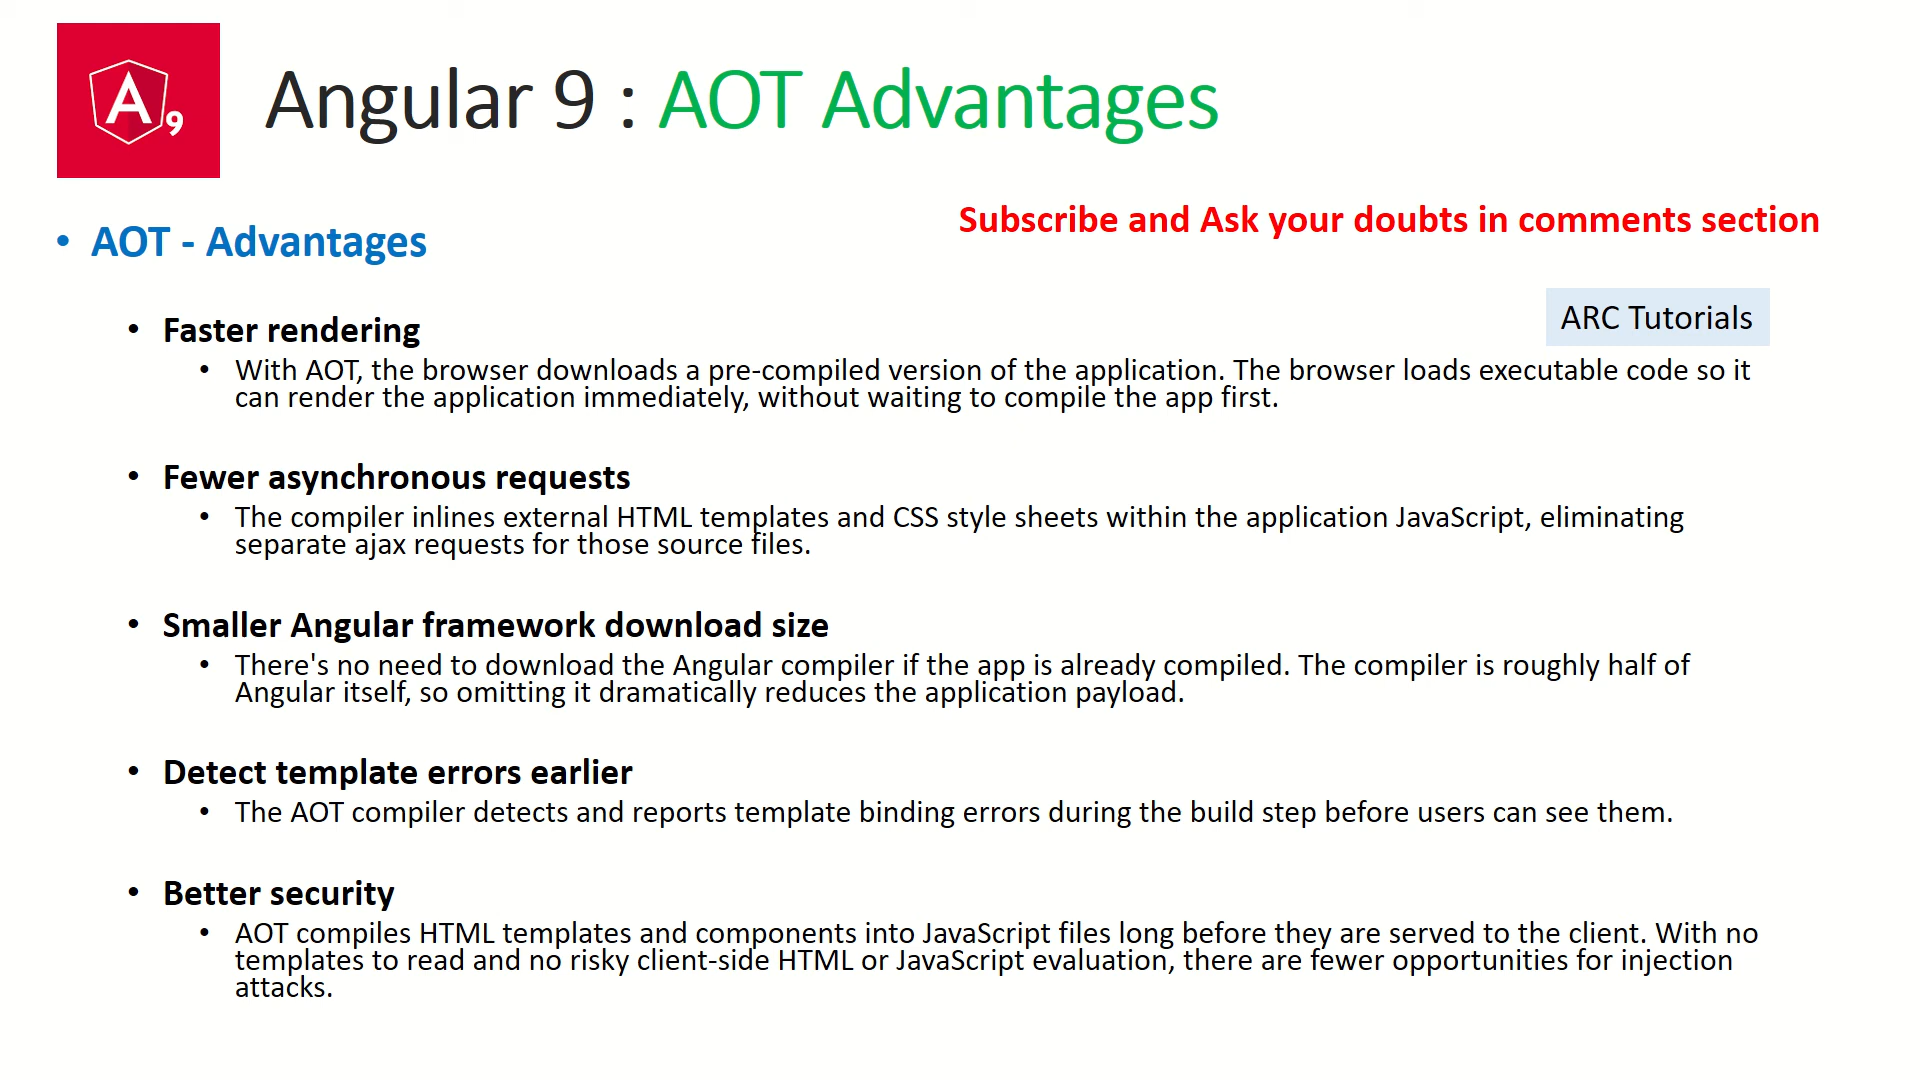 A 9
Angular 9 : AOT Advantages
Subscribe and Ask your doubts in comments section
• AOT - Advantages
ARC Tutorials
• Faster rendering
• With AOT, the browser downloads a pre-compiled version of the application. The browser loads executable code so it
can render the application immediately, without waiting to compile the app first.
• Fewer asynchronous requests
• The compiler inlines external HTML templates and CSS style sheets within the application JavaScript, eliminating
separate ajax requests for those source files.
• Smaller Angular framework download size
• There's no need to download the Angular compiler if the app is already compiled. The compiler is roughly half of
Angular itself, so omitting it dramatically reduces the application payload.
• Detect template errors earlier
• The AOT compiler detects and reports template binding errors during the build step before users can see them.
• Better security
• AOT compiles HTML templates and components into JavaScript files long before they are served to the client. With no
templates to read and no risky client-side HTML or JavaScript evaluation, there are fewer opportunities for injection
attacks.